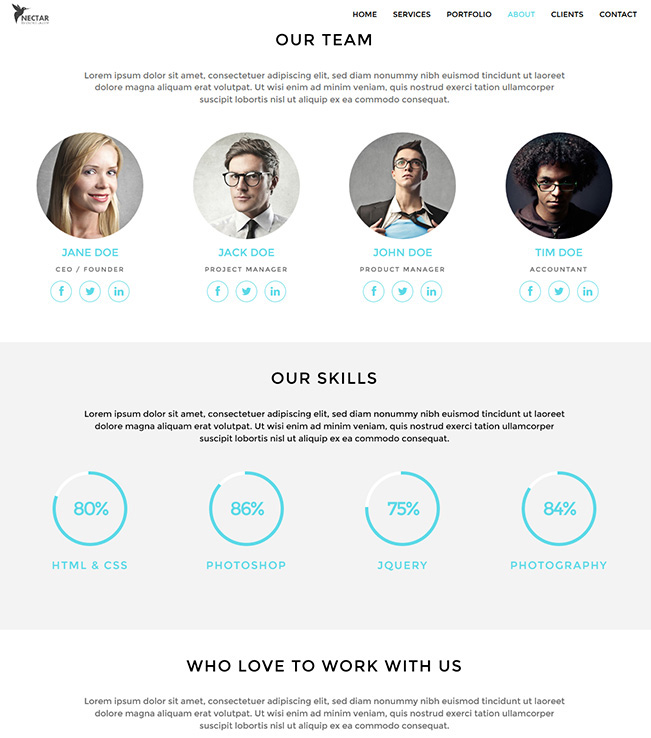 NECTAR
HOME SERVICES PORTFOLIO ABOUT CLIENTS CONTACT
OUR TEAM
Lorem ipsum dolor sit amet, consectetuer adipiscing elit, sed diam nonummy nibh euismod tincidunt ut laoreet
dolore magna aliquam erat volutpat. Ut wisi enim ad minim veniam, quis nostrud exerci tation ullamcorper
suscipit lobortis nisl ut aliquip ex ea commodo consequat.
JANE DOE JACK DOE JOHN DOE TIM DOE
CEO / FOUNDER PROJECT MANAGER PRODUCT MANAGER ACCOUNTANT
OUR SKILLS
Lorem ipsum dolor sit amet, consectetuer adipiscing elit, sed diam nonummy nibh euismod tincidunt ut laoreet
dolore magna aliquam erat volutpat. Ut wisi enim ad minim veniam, quis nostrud exerci tation ullamcorper
suscipit lobortis nisl ut aliquip ex ea commodo consequat.
80% 86% 75% 84%
HTML & CSS PHOTOSHOP JQUERY PHOTOGRAPHY
WHO LOVE TO WORK WITH US
Lorem ipsum dolor sit amet, consectetuer adipiscing elit, sed diam nonummy nibh euismod tincidunt ut laoreet
dolore magna aliquam erat volutpat. Ut wisi enim ad minim veniam, quis nostrud exerci tation ullamcorper
suscipit lobortis nisl ut aliquip ex ea commodo consequat.